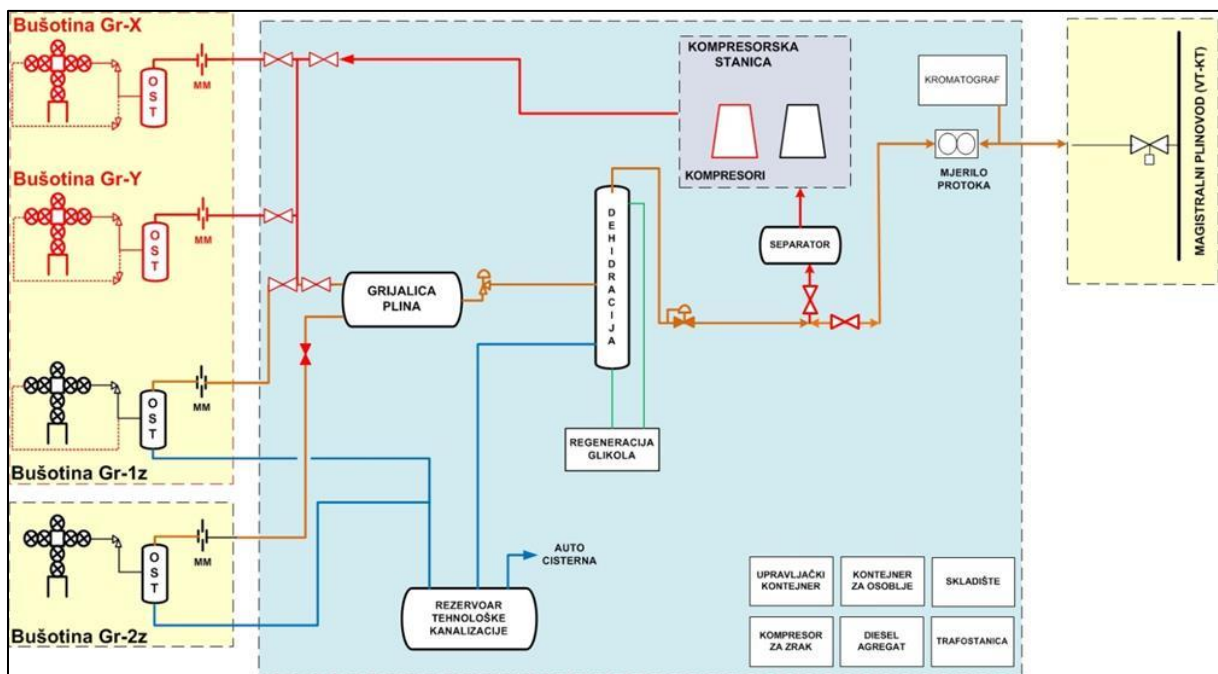 Bušotina Gr-X
OST
MM
Bušotina Gr-Y
OST
MM
OST
MM
Bušotina Gr-1z
OST
MM
Bušotina Gr-2z
KOMPRESORSKA
STANICA
KOMPRESORI
KROMATOGRAF
MJERILO
PROTOKA
MAGISTRALNI PLINOVOD (VT-KT)
DEHIDRACIJA
SEPARATOR
GRIJALICA
PLINA
REGENERACIJA
GLIKOLA
AUTO
CISTERNA
REZERVOAR
TEHNOLOŠKE
KANALIZACIJE
UPRAVLJAČKI
KONTEJNER
KONTEJNER
ZA OSOBLJE
SKLADIŠTE
KOMPRESOR
ZA ZRAK
DIESEL
AGREGAT
TRAFOSTANICA